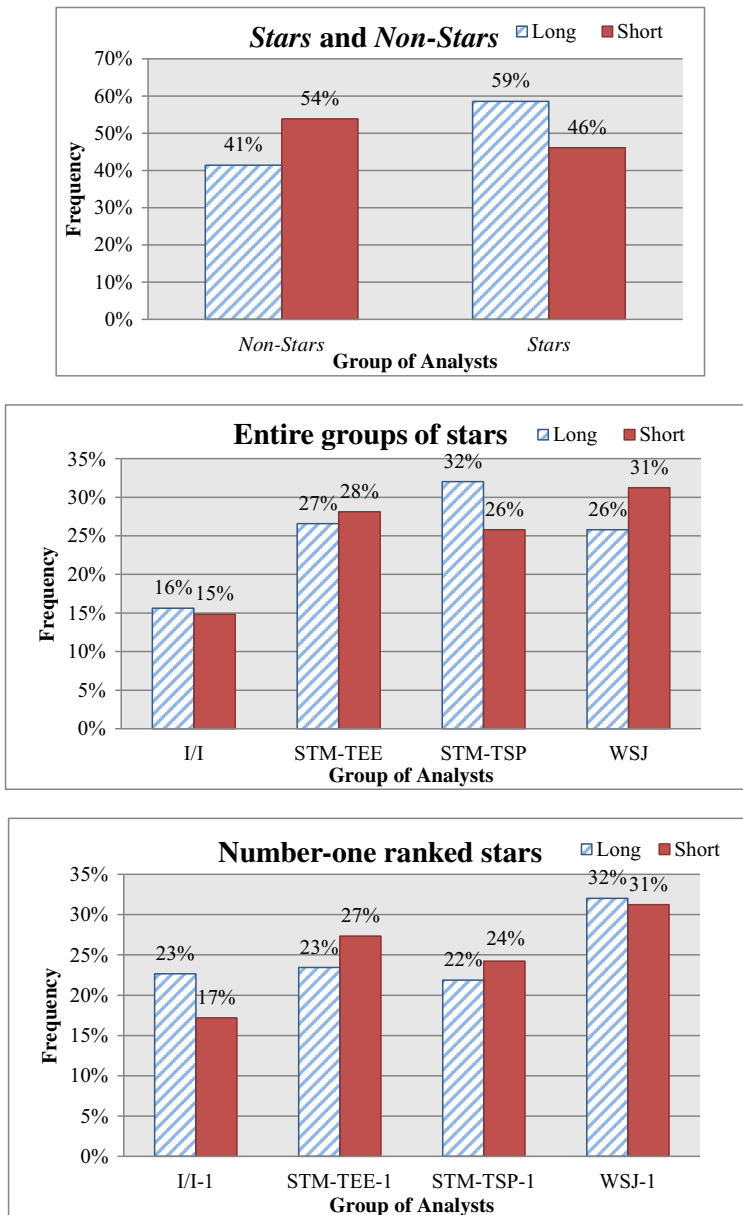 Stars and Non-Stars
Long Short
70%
60%
50%
40%
30%
20%
10%
0%
Frequency
41%
54%
59%
46%
Non-Stars Stars
Group of Analysts
Entire groups of stars
Long Short
35%
30%
25%
20%
15%
10%
5%
0%
Frequency
16% 15%
27% 28%
32% 26%
26% 31%
I/I STM-TEE STM-TSP WSJ
Group of Analysts
Number-one ranked stars
Long Short
35%
30%
25%
20%
15%
10%
5%
0%
Frequency
23% 17%
23% 27%
22% 24%
32% 31%
I/I-1 STM-TEE-1 STM-TSP-1 WSJ-1
Group of Analysts